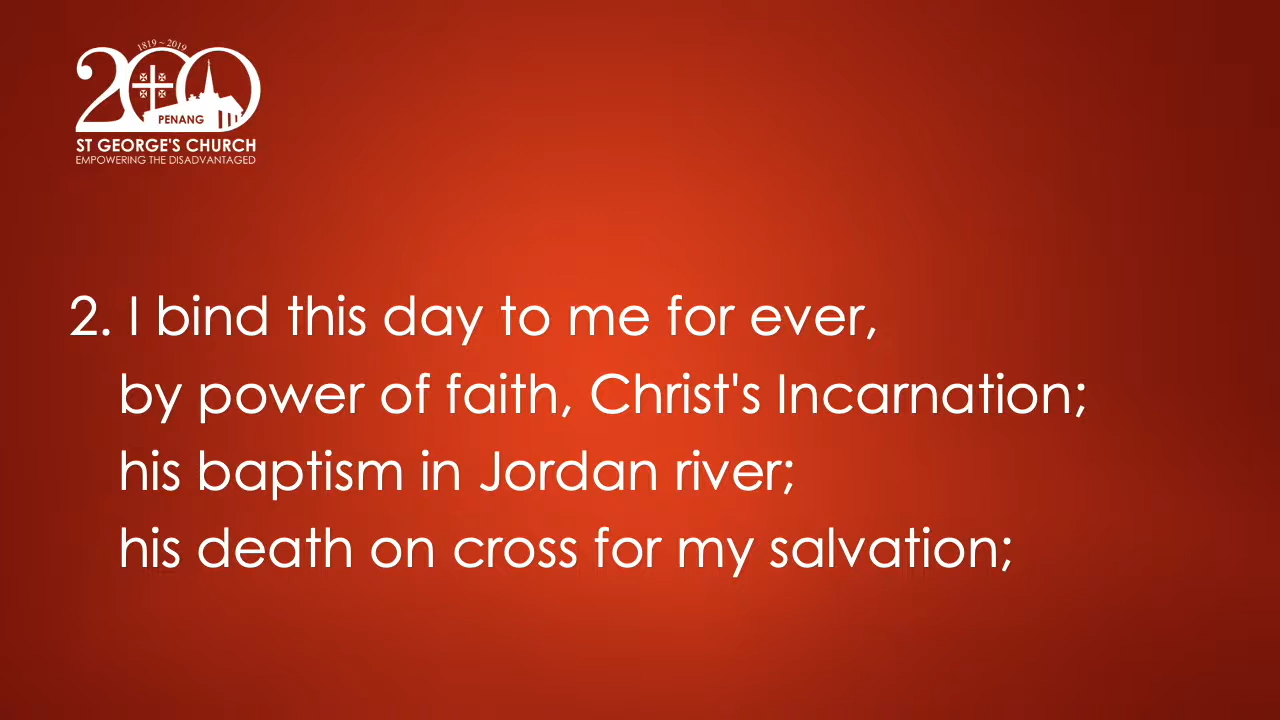 1819 ~ 2019
200
PENANG
ST GEORGE'S CHURCH
EMPOWERING THE DISADVANTAGED
2. I bind this day to me for ever,
by power of faith, Christ's Incarnation;
his baptism in Jordan river;
his death on cross for my salvation;